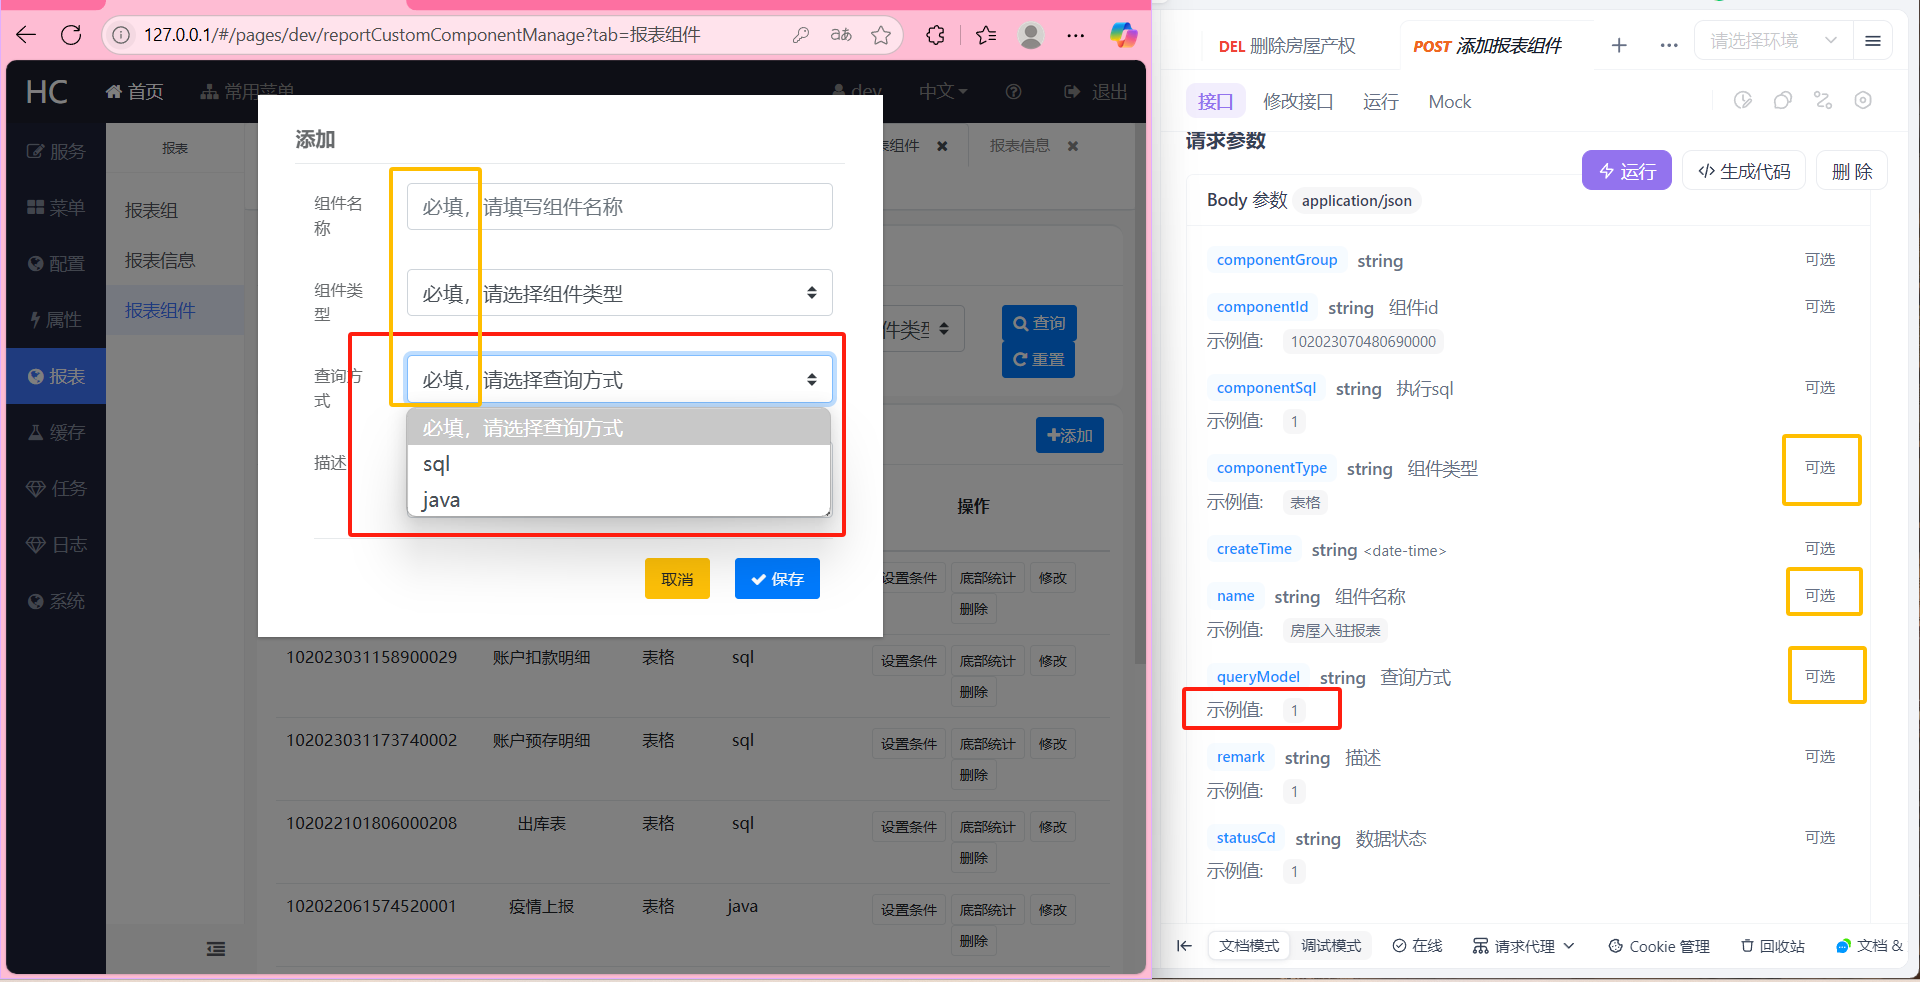 127.0.0.1/#/pages/dev/reportCustomComponentManage?tab=报表组件
aあ
HC
首页
常用菜单
dev
中文
退出
服务
菜单
配置
属性
报表
缓存
任务
日志
系统
报表
报表组
报表信息
报表组件
表组件
报表信息
件类型
查询
重置
添加
操作
添加
组件名称
必填，请填写组件名称
组件类型
必填，请选择组件类型
查询方式
必填，请选择查询方式
必填，请选择查询方式
sql
java
描述
取消
保存
设置条件 底部统计 修改
删除
102023031158900029 账户扣款明细 表格 sql 设置条件 底部统计 修改
删除
102023031173740002 账户预存明细 表格 sql 设置条件 底部统计 修改
删除
102022101806000208 出库表 表格 sql 设置条件 底部统计 修改
删除
102022061574520001 疫情上报 表格 java 设置条件 底部统计 修改
删除
DEL 删除房屋产权
POST 添加报表组件
请选择环境
接口 修改接口 运行 Mock
请求参数
运行
生成代码
删 除
Body 参数 application/json
componentGroup string 可选
componentId string 组件id 可选
示例值: 102023070480690000
componentSql string 执行sql 可选
示例值: 1
componentType string 组件类型 可选
示例值: 表格
createTime string <date-time> 可选
name string 组件名称 可选
示例值: 房屋入驻报表
queryModel string 查询方式 可选
示例值: 1
remark string 描述 可选
示例值: 1
statusCd string 数据状态 可选
示例值: 1
文档模式 调试模式 在线 请求代理 Cookie 管理 回收站 文档 &